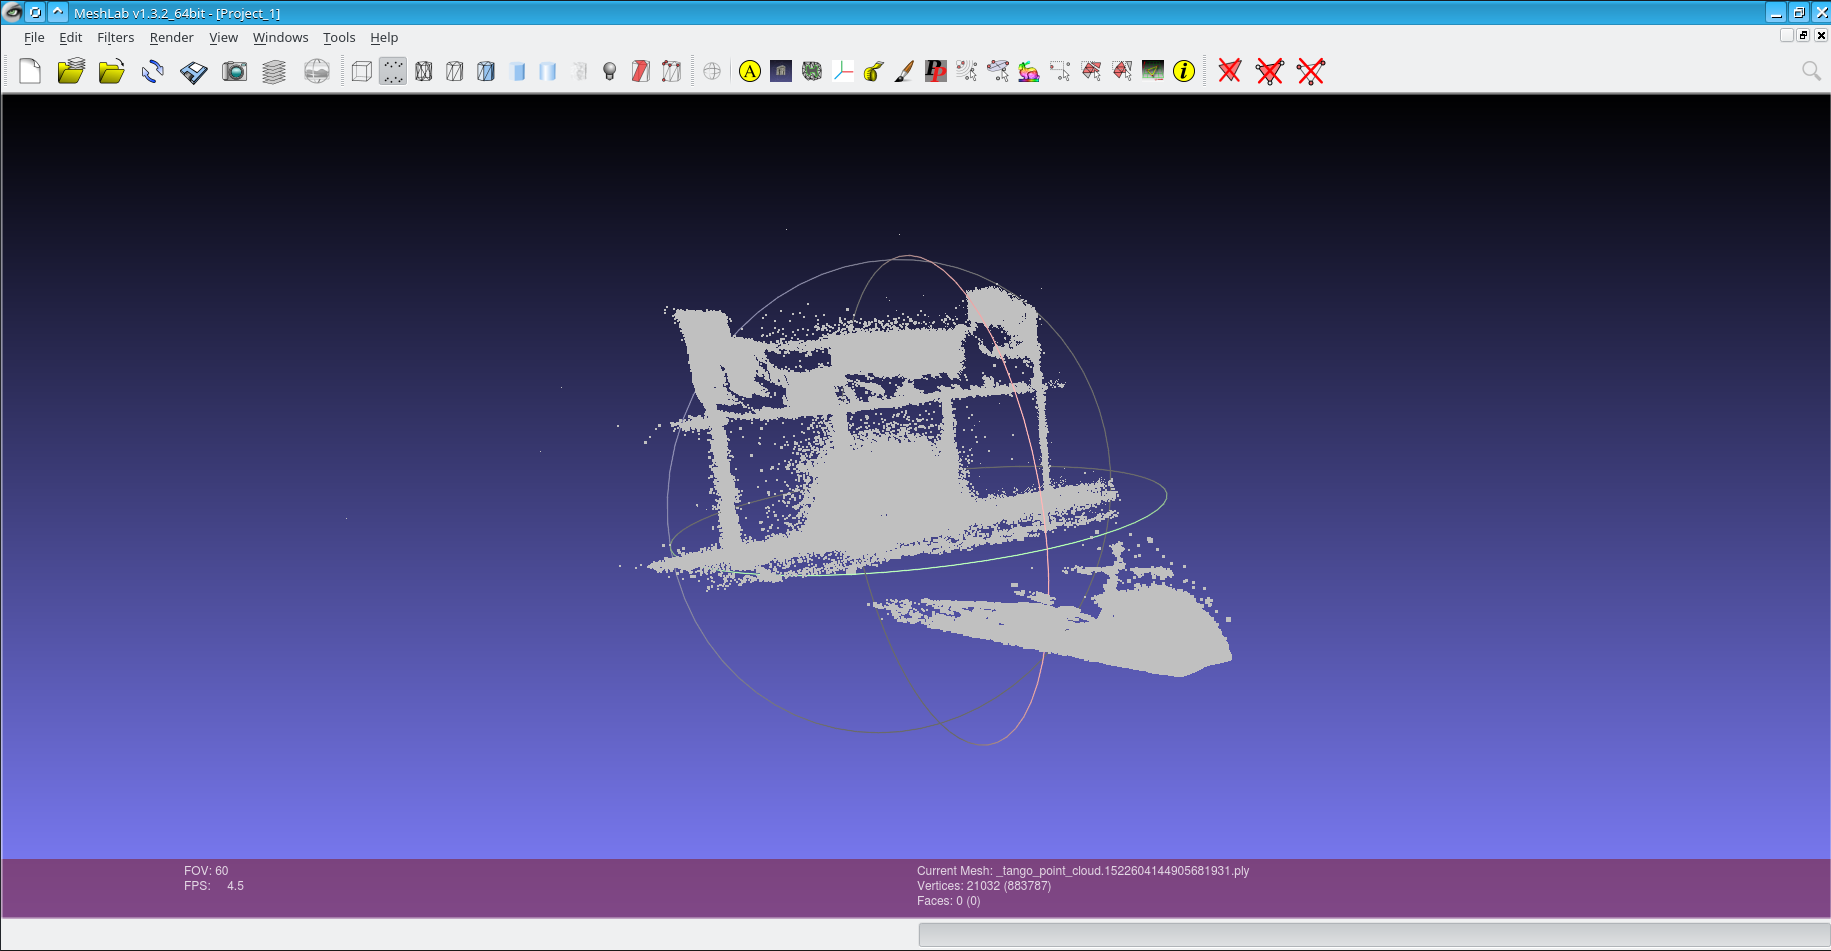 MeshLab v1.3.2_64bit - [Project_1]
File Edit Filters Render View Windows Tools Help
A
PP
i
FOV: 60
FPS: 4.5
Current Mesh: _tango_point_cloud.1522604144905681931.ply
Vertices: 21032 (883787)
Faces: 0 (0)